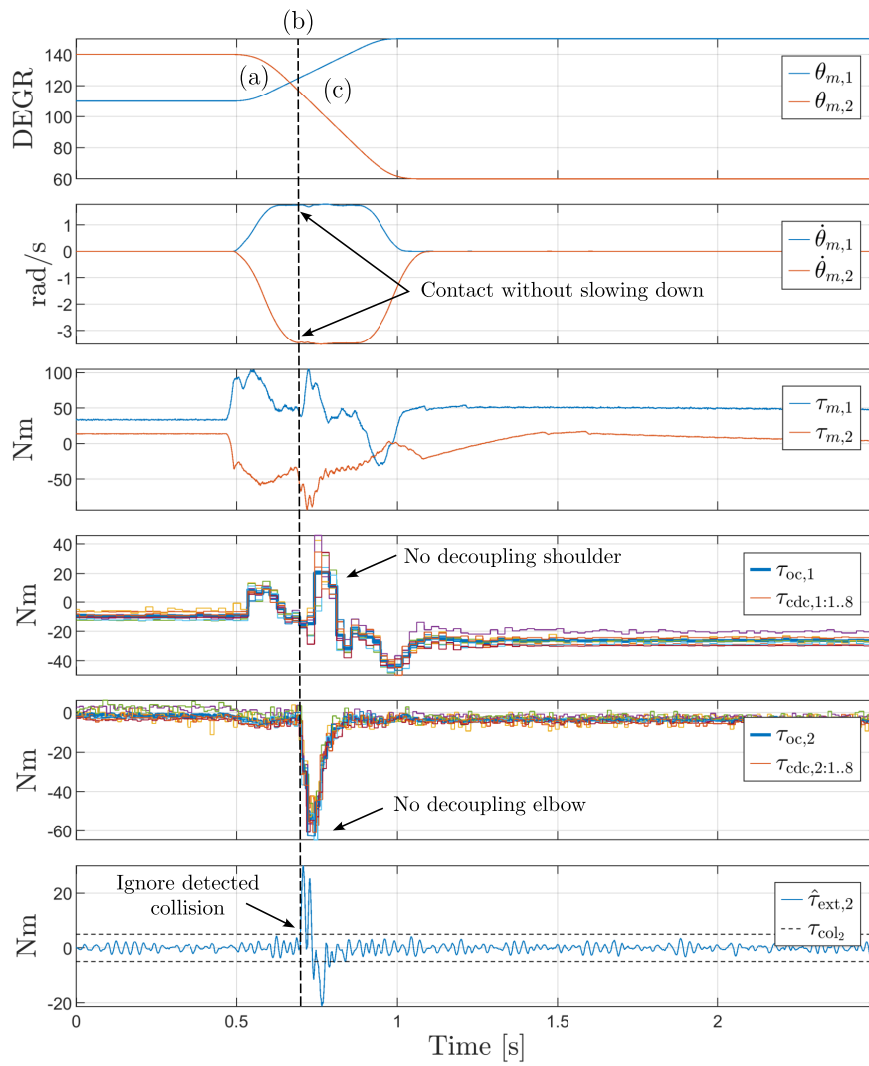 (b)
140
120
100
80
60
DEGR
(a)
(c)
θm,1
θm,2
1
0
-1
-2
-3
rad/s
Contact without slowing down
θ̇m,1
θ̇m,2
100
50
0
-50
Nm
τm,1
τm,2
40
20
0
-20
-40
Nm
No decoupling shoulder
τoc,1
τcdc,1:1..8
0
-20
-40
-60
Nm
No decoupling elbow
τoc,2
τcdc,2:1..8
20
0
-20
Nm
Ignore detected
collision
τ̂ext,2
τcol2
0
0.5
1
1.5
2
Time [s]